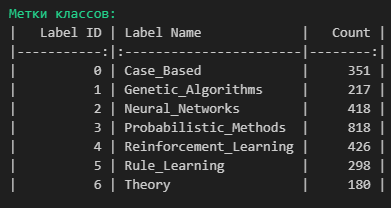 Метки классов:
|   Label ID | Label Name             |   Count |
|-----------:|:-----------------------|--------:|
|          0 | Case_Based             |     351 |
|          1 | Genetic_Algorithms     |     217 |
|          2 | Neural_Networks        |     418 |
|          3 | Probabilistic_Methods  |     818 |
|          4 | Reinforcement_Learning |     426 |
|          5 | Rule_Learning          |     298 |
|          6 | Theory                 |     180 |